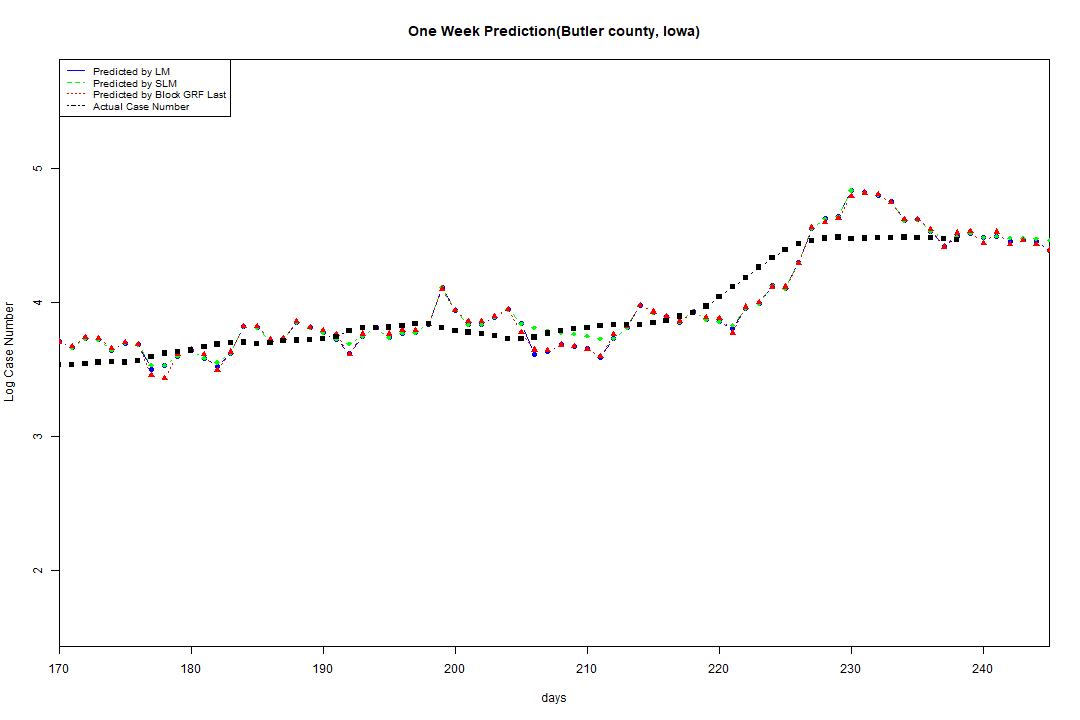 One Week Prediction(Butler county, Iowa)
Predicted by LM
Predicted by SLM
Predicted by Block GRF Last
Actual Case Number
5
4
3
2
Log Case Number
170 180 190 200 210 220 230 240
days